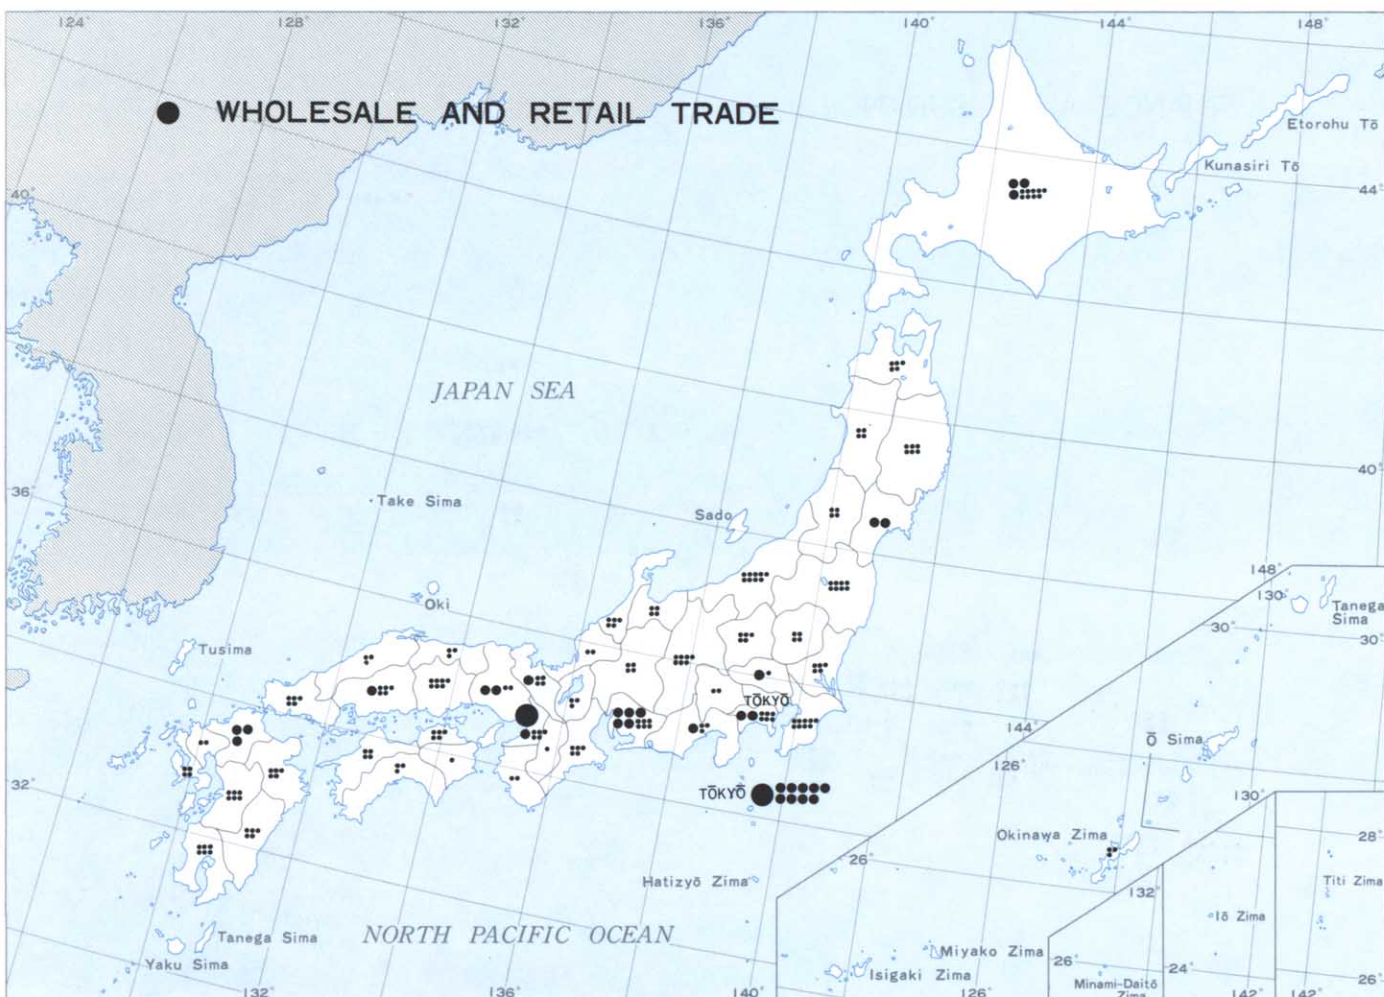 124° 128° 132° 136° 140° 144° 148°
● WHOLESALE AND RETAIL TRADE
Etorohu Tō
Kunasiri Tō
40°
44°
JAPAN SEA
40°
36°
Take Sima
Sado
148°
130°
Oki
Tanega
Sima
30°
30°
Tusima
TŌKYŌ
144°
Ō Sima
126°
32°
TŌKYŌ
130°
Okinawa Zima
28°
26°
Hatizyō Zima
132°
Titi Zima
Iō Zima
Tanega Sima
NORTH PACIFIC OCEAN
Miyako Zima
Yaku Sima
Isigaki Zima
26°
24°
Minami-Daitō
Zima
26°
132° 136° 140° 126° 142° 142°